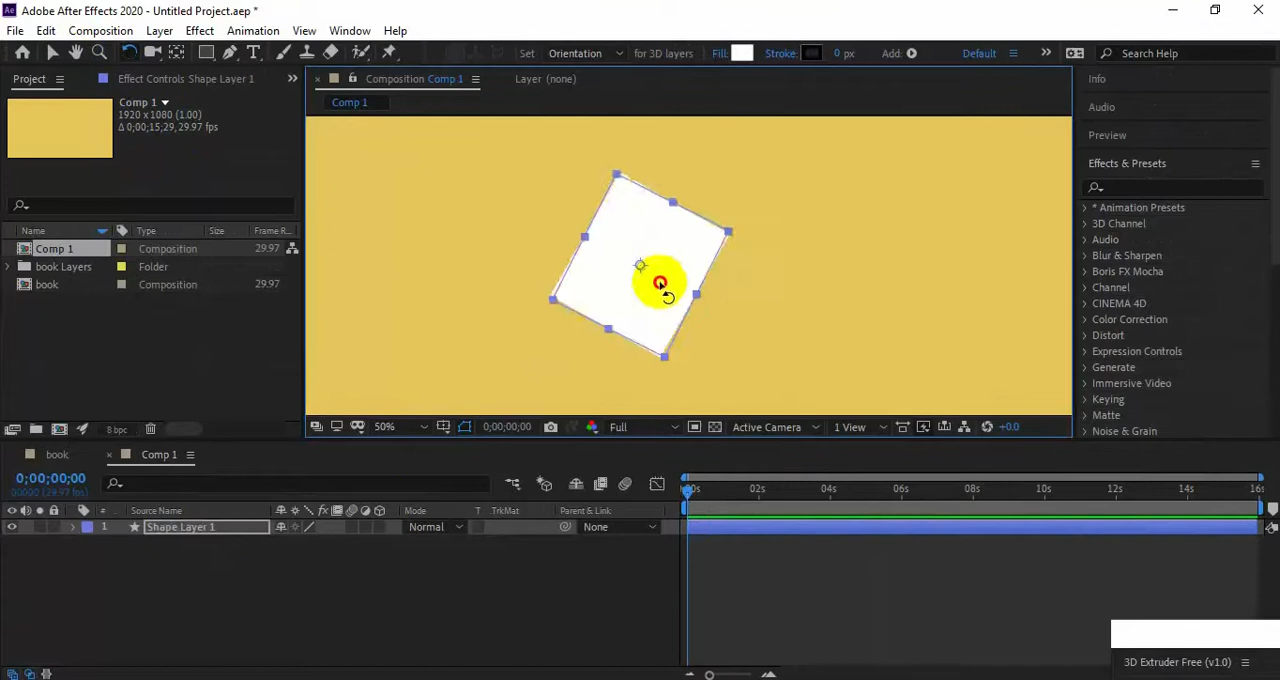 Adobe After Effects 2020 - Untitled Project.aep *
File Edit Composition Layer Effect Animation View Window Help
Set Orientation for 3D layers Fill: Stroke: 0 px Add: Default Search Help
Project Effect Controls Shape Layer 1 Composition Comp 1 Layer (none) Info
Comp 1
1920 x 1080 (1.00)
Δ 0;00;15;29, 29.97 fps
Comp 1
Audio
Preview
Effects & Presets
Name Type Size Frame R...
Comp 1 Composition 29.97
book Layers Folder
book Composition 29.97
* Animation Presets
3D Channel
Audio
Blur & Sharpen
Boris FX Mocha
Channel
CINEMA 4D
Color Correction
Distort
Expression Controls
Generate
Immersive Video
Keying
Matte
Noise & Grain
8 bpc 50% 0;00;00;00 Full Active Camera 1 View +0.0
book Comp 1
0;00;00;00
00000 (29.97 fps)
:00s 02s 04s 06s 08s 10s 12s 14s 16s
# Source Name Mode T TrkMat Parent & Link
1 Shape Layer 1 Normal None
3D Extruder Free (v1.0)